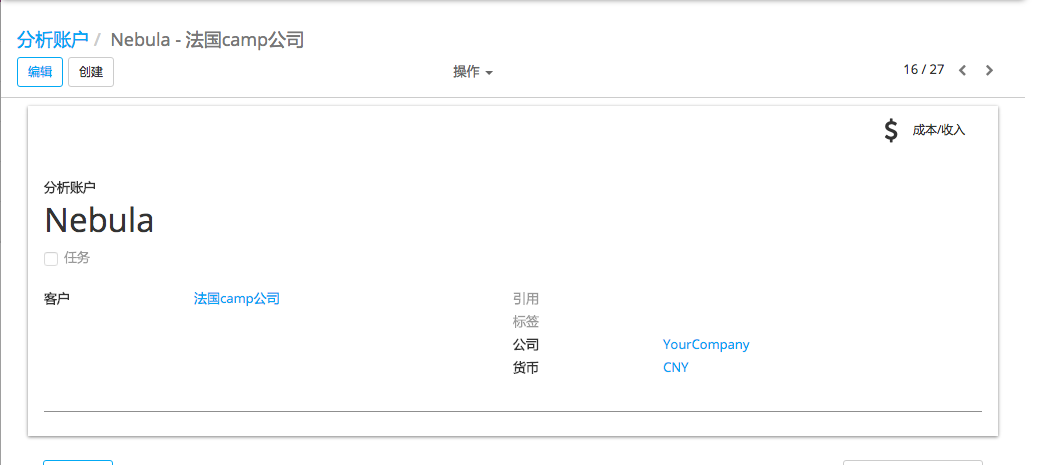 分析账户 / Nebula - 法国camp公司
编辑 创建 操作 16 / 27
成本/收入
分析账户
Nebula
任务
客户 法国camp公司 引用
标签
公司 YourCompany
货币 CNY